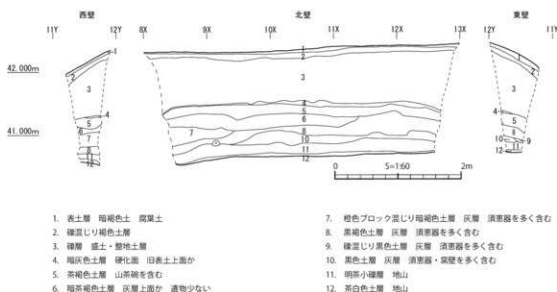 西壁 北壁 東壁
11Y 12Y 8X 9X 10X 11X 12X 13X 12Y 11Y
42.000m
41.000m
0 S=1:60 2m
1. 表土層 暗褐色土 腐葉土
2. 礫混じり褐色土層
3. 礫層 盛土・整地土層
4. 暗灰色土層 硬化面 旧表土上面か
5. 茶褐色土層 山茶碗を含む
6. 暗茶褐色土層 灰層上面か 遺物少ない
7. 橙色ブロック混じり暗褐色土層 灰層 須恵器を多く含む
8. 黒褐色土層 灰層 須恵器を多く含む
9. 礫混じり黒色土層 灰層 須恵器を多く含む
10. 黒色土層 灰層 須恵器・窯壁を多く含む
11. 明茶小礫層 地山
12. 茶白色土層 地山